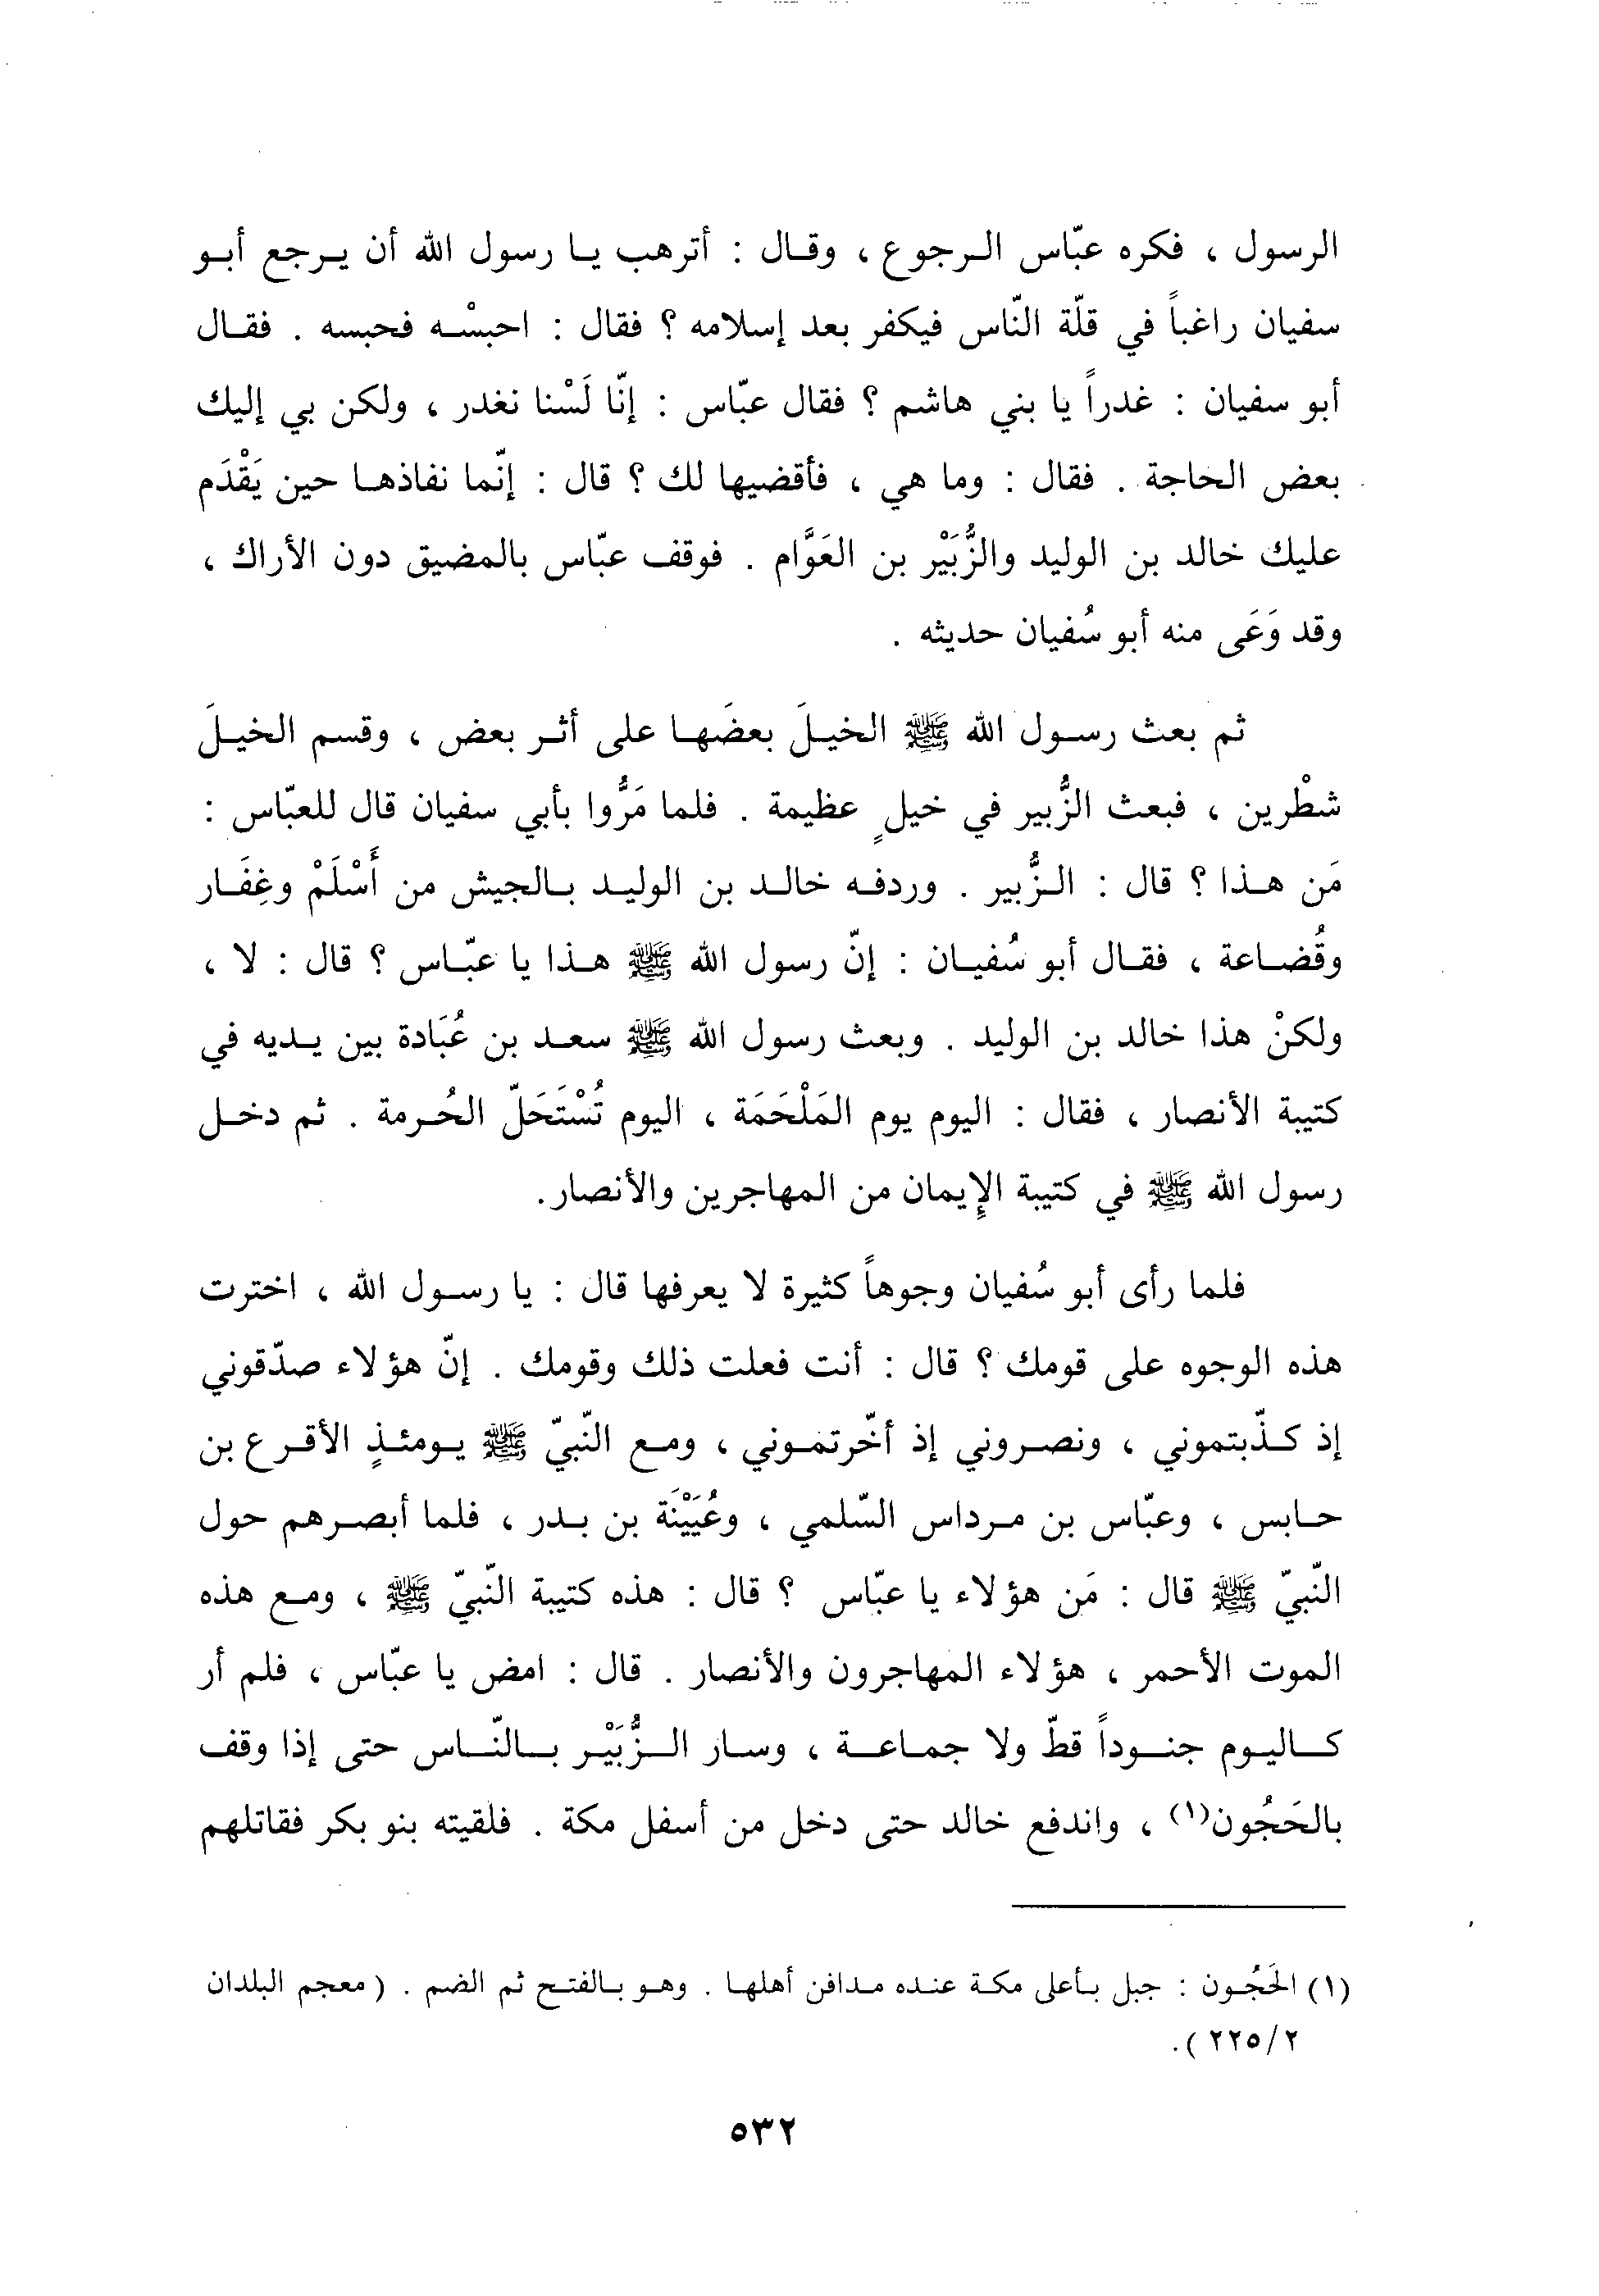 الرسول ، فكره عبّاس الرجوع ، وقال : أترهب يا رسول الله أن يرجع أبو
سفيان راغباً في قلّة النّاس فيكفر بعد إسلامه ؟ فقال : احبسْه فحبسه . فقال
أبو سفيان : غدراً يا بني هاشم ؟ فقال عبّاس : إنّا لَسْنا نغدر ، ولكن بي إليك
بعض الحاجة . فقال : وما هي ، فأقضيها لك ؟ قال : إنّما نفاذها حين يَقْدَم
عليك خالد بن الوليد والزُّبَيْر بن العَوَّام . فوقف عبّاس بالمضيق دون الأراك ،
وقد وَعَى منه أبو سُفيان حديثه .
ثم بعث رسول الله ﷺ الخيلَ بعضَها على أثر بعض ، وقسم الخيلَ
شطْرين ، فبعث الزُّبير في خيلٍ عظيمة . فلما مَرُّوا بأبي سفيان قال للعبّاس :
مَن هذا ؟ قال : الزُّبير . وردفه خالد بن الوليد بالجيش من أَسْلَمْ وغِفَار
وقُضاعة ، فقال أبو سُفيان : إنّ رسول الله ﷺ هذا يا عبّاس ؟ قال : لا ،
ولكنْ هذا خالد بن الوليد . وبعث رسول الله ﷺ سعد بن عُبَادة بين يديه في
كتيبة الأنصار ، فقال : اليوم يوم المَلْحَمَة ، اليوم تُسْتَحَلّ الحُرمة . ثم دخل
رسول الله ﷺ في كتيبة الإِيمان من المهاجرين والأنصار.
فلما رأى أبو سُفيان وجوهاً كثيرة لا يعرفها قال : يا رسول الله ، اخترت
هذه الوجوه على قومك ؟ قال : أنت فعلت ذلك وقومك . إنّ هؤلاء صدّقوني
إذ كذّبتموني ، ونصروني إذ أخّرتموني ، ومع النّبيّ ﷺ يومئذٍ الأقرع بن
حابس ، وعبّاس بن مرداس السّلمي ، وعُيَيْنَة بن بدر ، فلما أبصرهم حول
النّبيّ ﷺ قال : مَن هؤلاء يا عبّاس ؟ قال : هذه كتيبة النّبيّ ﷺ ، ومع هذه
الموت الأحمر ، هؤلاء المهاجرون والأنصار . قال : امض يا عبّاس ، فلم أر
كاليوم جنوداً قطّ ولا جماعة ، وسار الزُّبَيْر بالنّاس حتى إذا وقف
بالحَجُون(١) ، واندفع خالد حتى دخل من أسفل مكة . فلقيته بنو بكر فقاتلهم
(١) الحَجُون : جبل بأعلى مكة عنده مدافن أهلها . وهو بالفتح ثم الضم . ( معجم البلدان
٢/ ٢٢٥ ).
٥٣٢